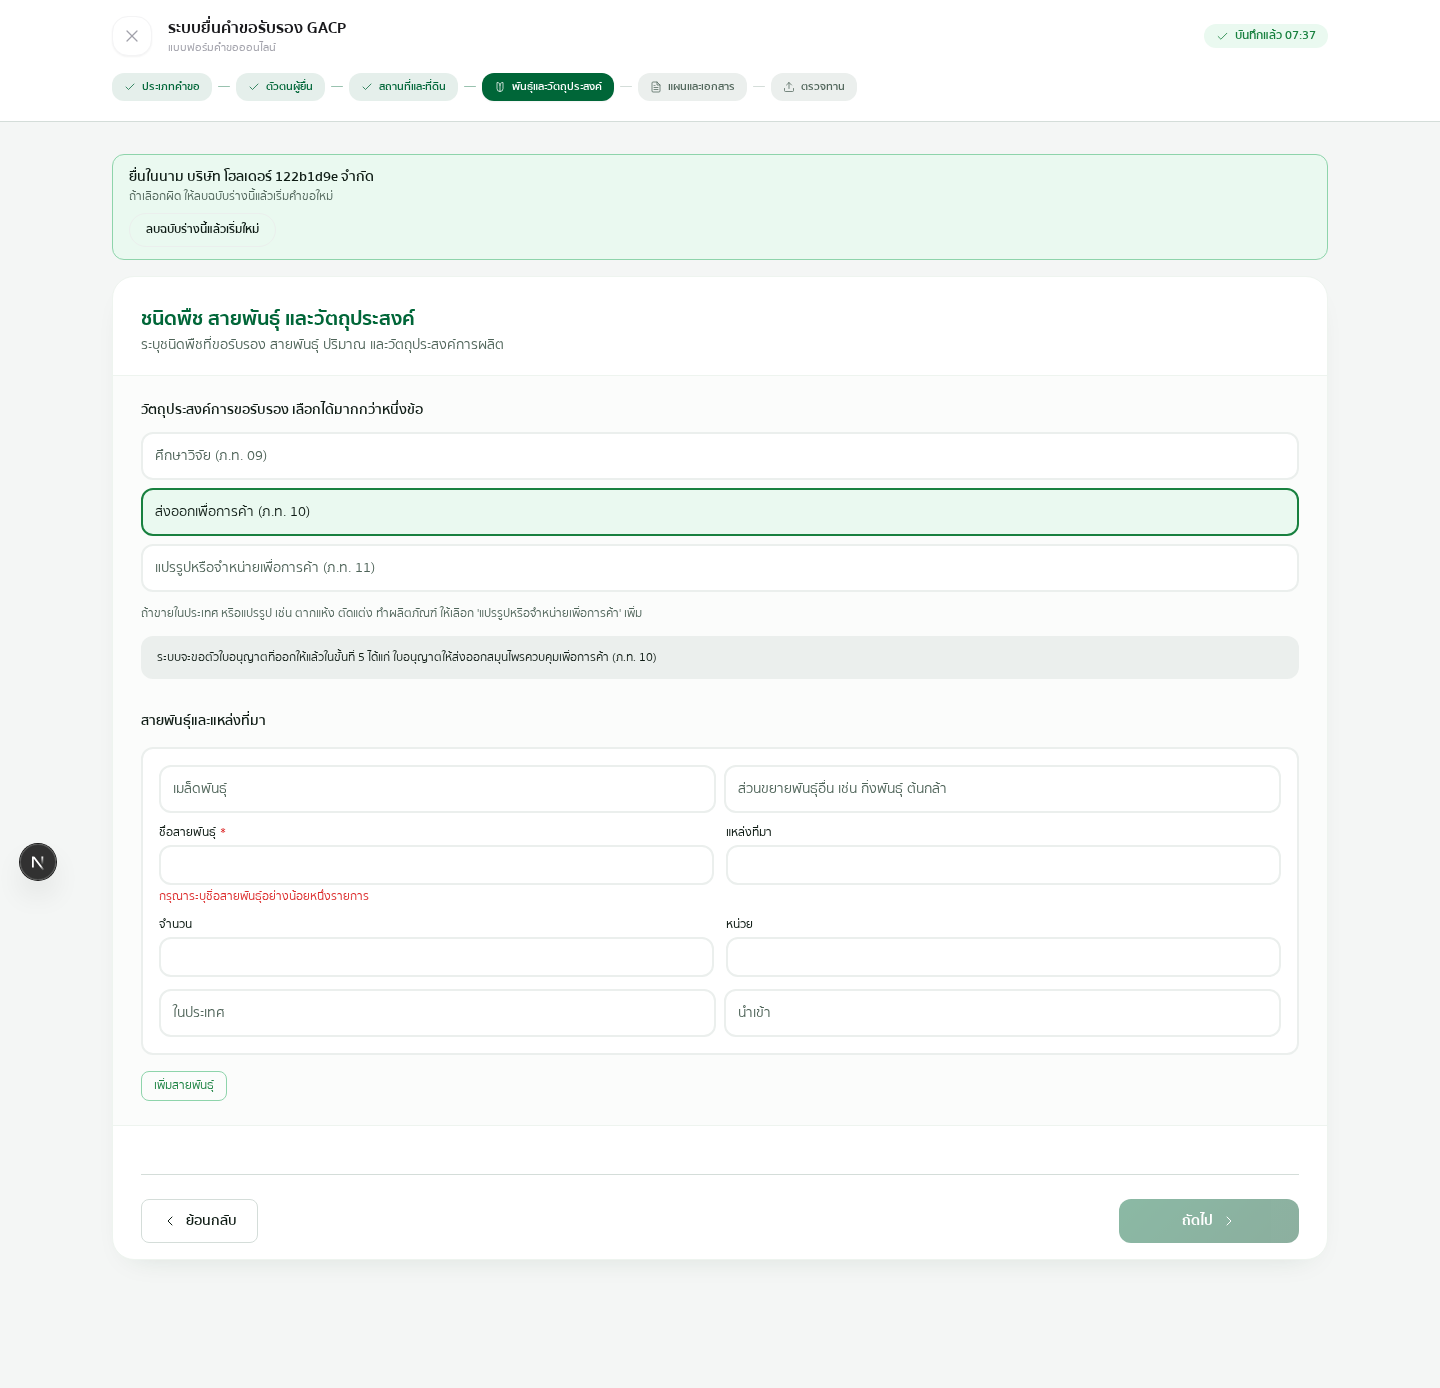 ระบบยื่นคำขอรับรอง GACP
แบบฟอร์มคำขอออนไลน์
บันทึกแล้ว 07:37
ประเภทคำขอ
ตัวตนผู้ยื่น
สถานที่และที่ดิน
พันธุ์และวัตถุประสงค์
แผนและเอกสาร
ตรวจทาน
ยื่นในนาม บริษัท โฮลเดอร์ 122b1d9e จำกัด
ถ้าเลือกผิด ให้ลบฉบับร่างนี้แล้วเริ่มคำขอใหม่
ลบฉบับร่างนี้แล้วเริ่มใหม่
ชนิดพืช สายพันธุ์ และวัตถุประสงค์
ระบุชนิดพืชที่ขอรับรอง สายพันธุ์ ปริมาณ และวัตถุประสงค์การผลิต
วัตถุประสงค์การขอรับรอง เลือกได้มากกว่าหนึ่งข้อ
ศึกษาวิจัย (ภ.ท. 09)
ส่งออกเพื่อการค้า (ภ.ท. 10)
แปรรูปหรือจำหน่ายเพื่อการค้า (ภ.ท. 11)
ถ้าขายในประเทศ หรือแปรรูป เช่น ตากแห้ง ตัดแต่ง ทำผลิตภัณฑ์ ให้เลือก 'แปรรูปหรือจำหน่ายเพื่อการค้า' เพิ่ม
ระบบจะขอตัวใบอนุญาตที่ออกให้แล้วในขั้นที่ 5 ได้แก่ ใบอนุญาตให้ส่งออกสมุนไพรควบคุมเพื่อการค้า (ภ.ท. 10)
สายพันธุ์และแหล่งที่มา
เมล็ดพันธุ์
ส่วนขยายพันธุ์อื่น เช่น กิ่งพันธุ์ ต้นกล้า
ชื่อสายพันธุ์ *
แหล่งที่มา
กรุณาระบุชื่อสายพันธุ์อย่างน้อยหนึ่งรายการ
จำนวน
หน่วย
ในประเทศ
นำเข้า
เพิ่มสายพันธุ์
ย้อนกลับ
ถัดไป